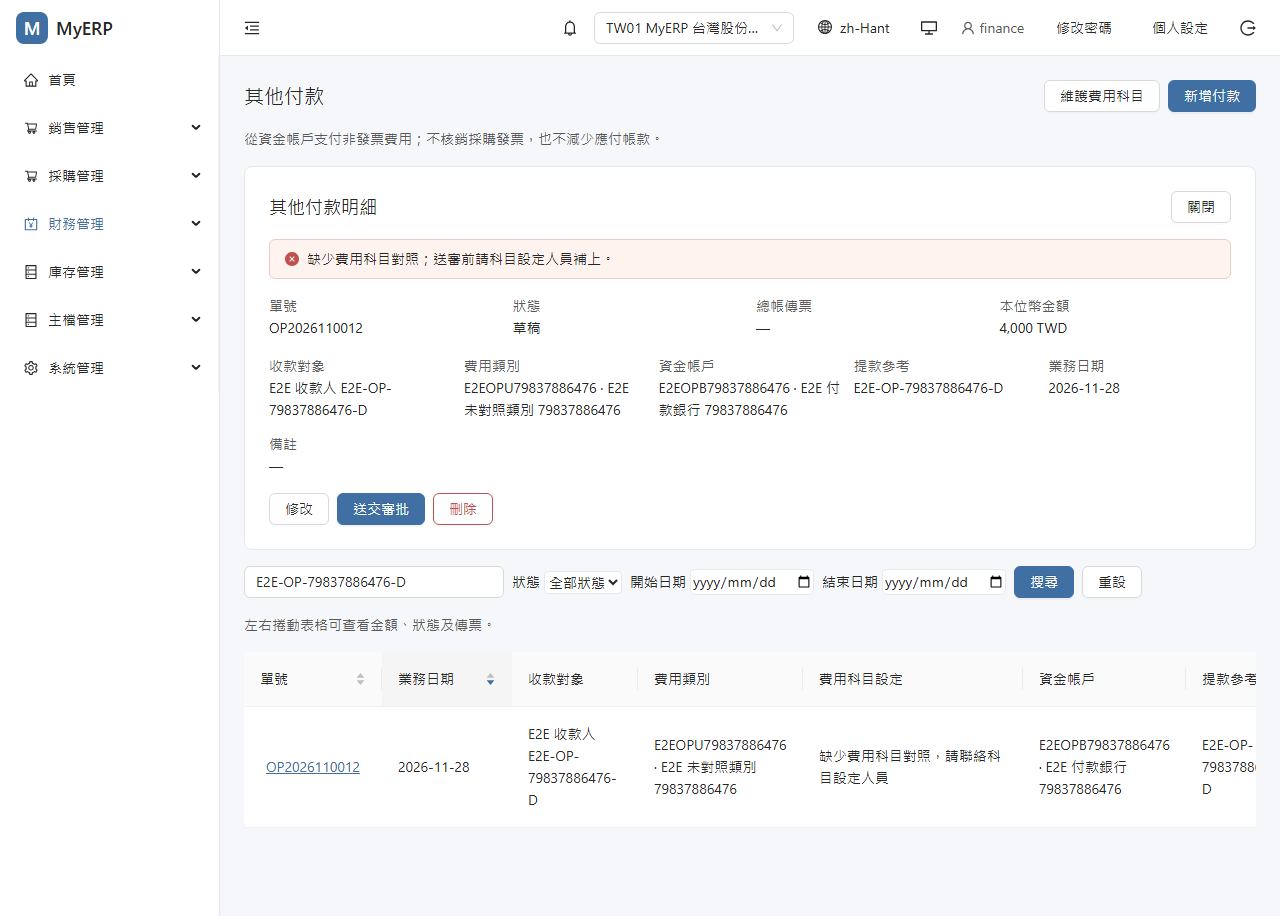 M MyERP
TW01 MyERP 台灣股份...
zh-Hant
finance
修改密碼
個人設定
首頁
銷售管理
採購管理
財務管理
庫存管理
主檔管理
系統管理
其他付款
維護費用科目
新增付款
從資金帳戶支付非發票費用；不核銷採購發票，也不減少應付帳款。
其他付款明細
關閉
缺少費用科目對照；送審前請科目設定人員補上。
單號
狀態
總帳傳票
本位幣金額
OP2026110012
草稿
—
4,000 TWD
收款對象
費用類別
資金帳戶
提款參考
業務日期
E2E 收款人 E2E-OP-
79837886476-D
E2EOPU79837886476 · E2E
未對照類別 79837886476
E2EOPB79837886476 · E2E 付
款銀行 79837886476
E2E-OP-79837886476-D
2026-11-28
備註
—
修改
送交審批
刪除
E2E-OP-79837886476-D
狀態
全部狀態
開始日期
yyyy/mm/dd
結束日期
yyyy/mm/dd
搜尋
重設
左右捲動表格可查看金額、狀態及傳票。
單號
業務日期
收款對象
費用類別
費用科目設定
資金帳戶
提款參考
OP2026110012
2026-11-28
E2E 收款人
E2E-OP-
79837886476-
D
E2EOPU79837886476
· E2E 未對照類別
79837886476
缺少費用科目對照，請聯絡科
目設定人員
E2EOPB79837886476
· E2E 付款銀行
79837886476
E2E-OP-
7983788
D